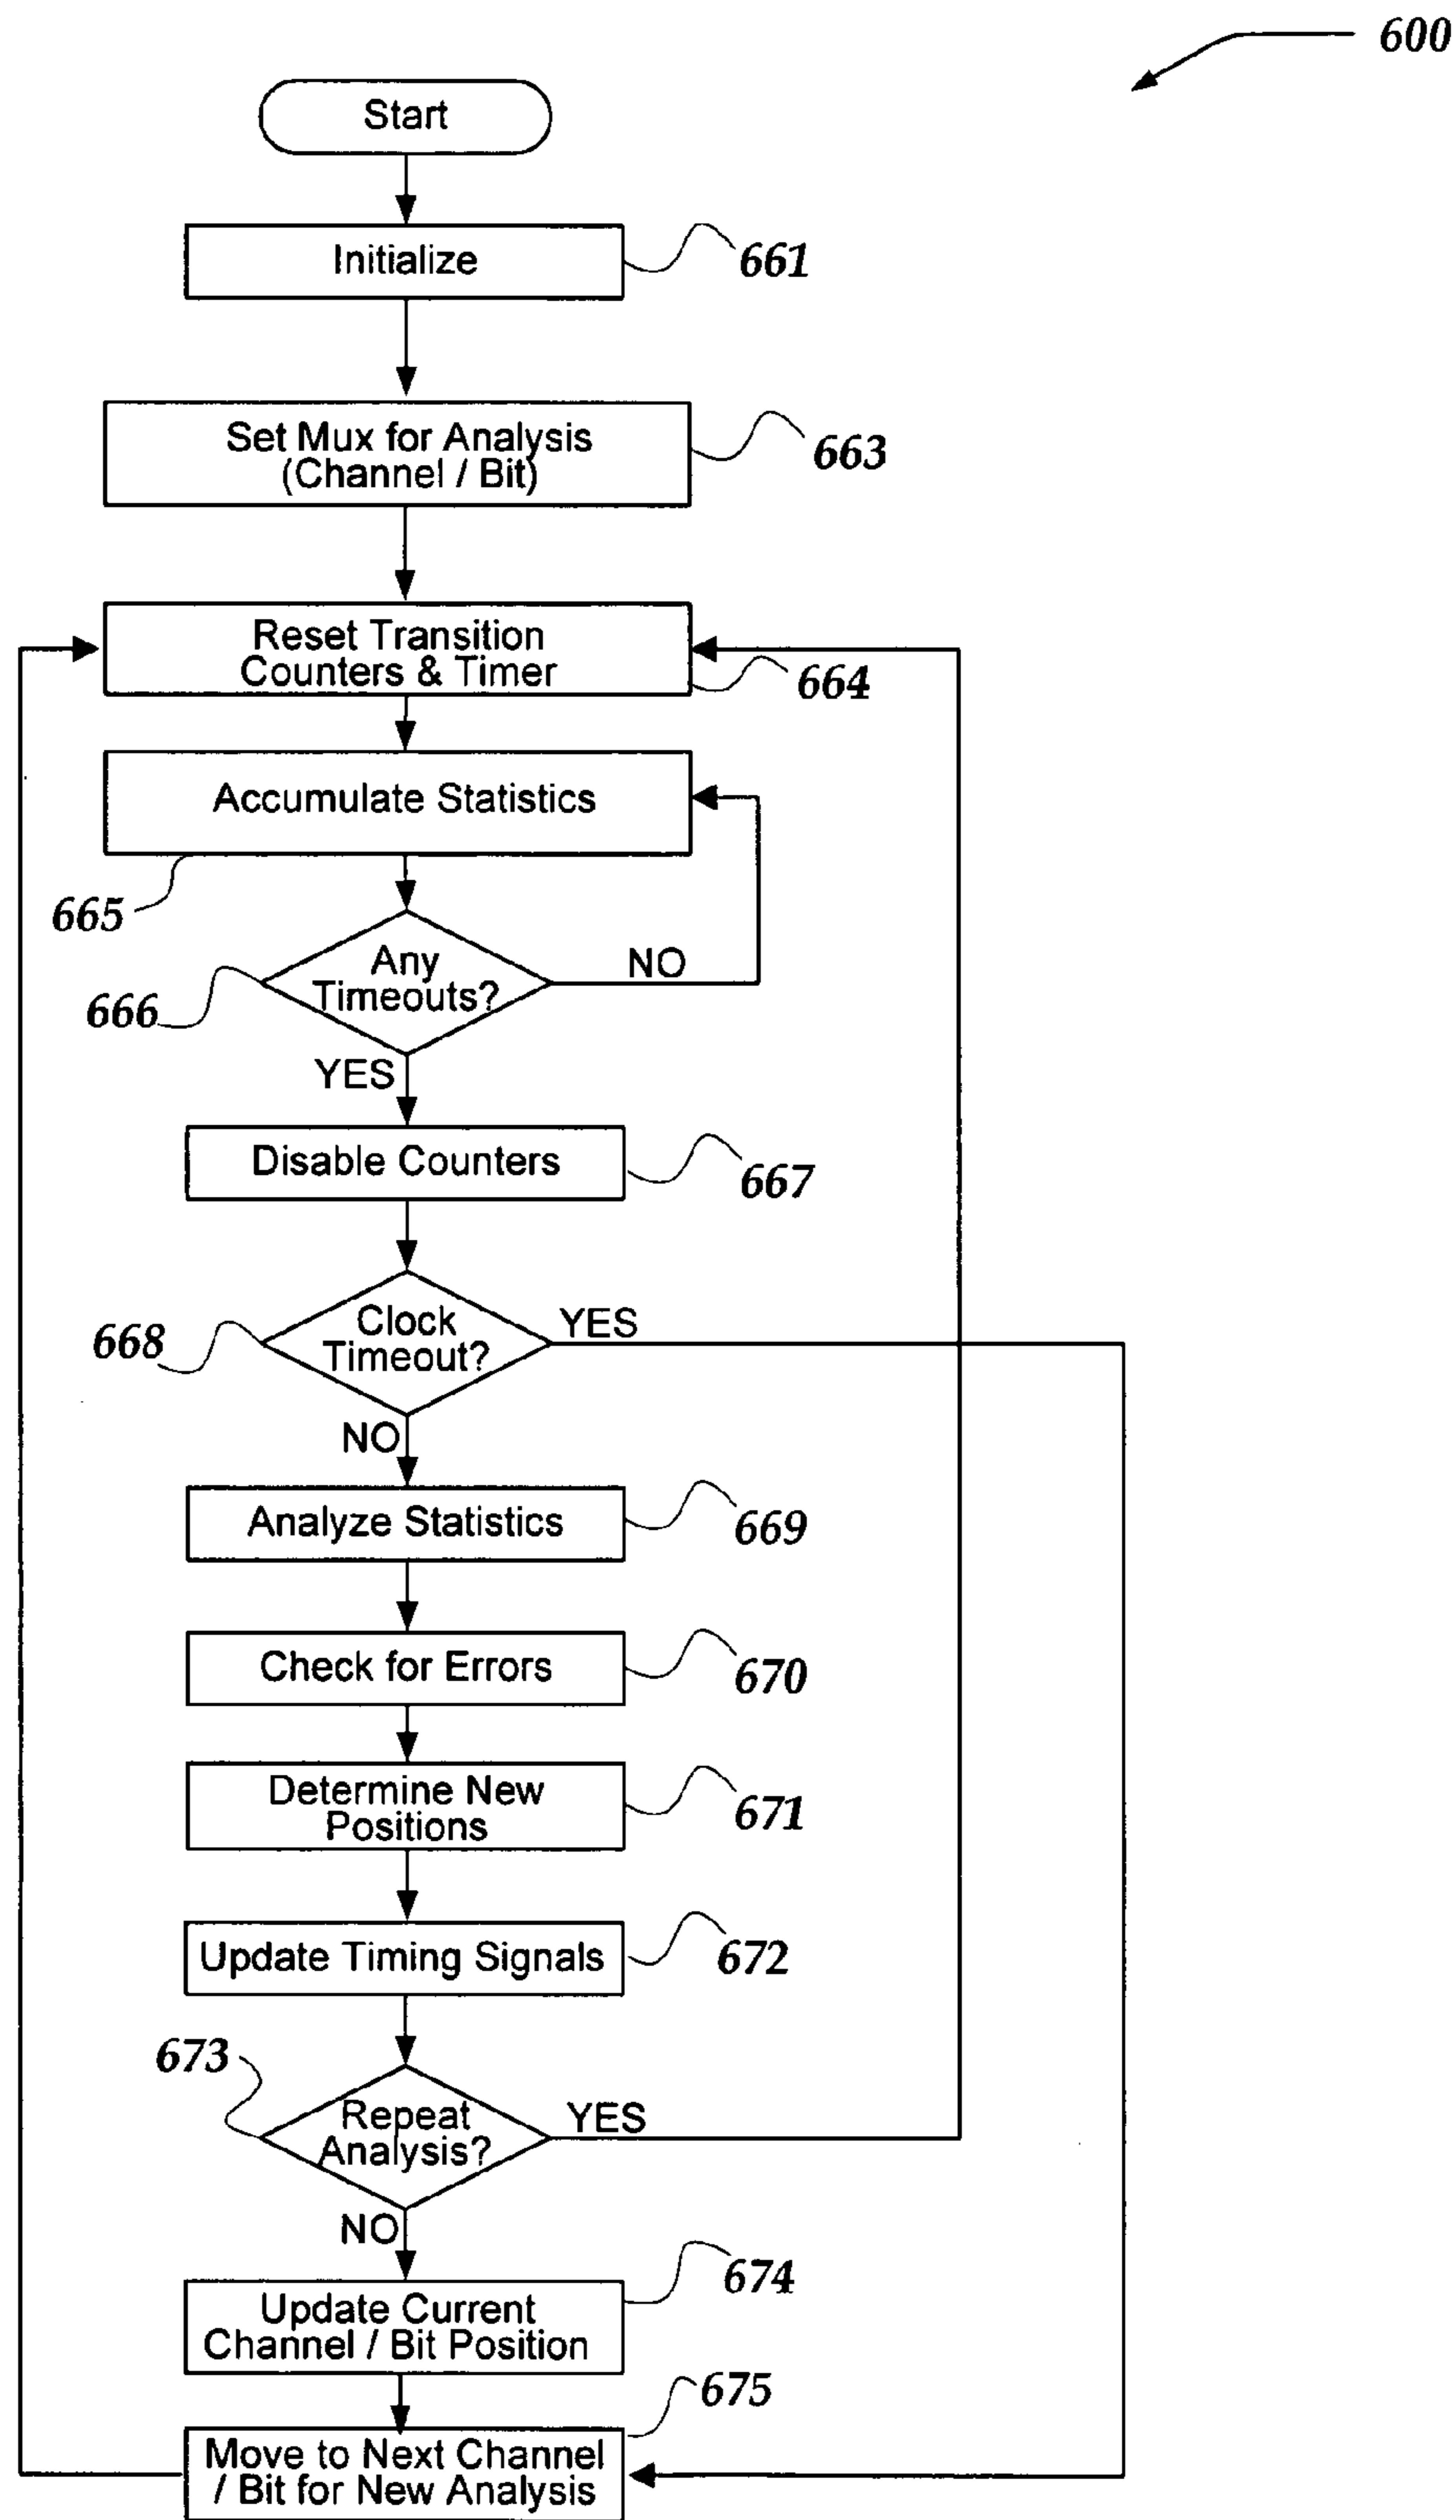 600
Start
Initialize
661
Set Mux for Analysis
(Channel / Bit)
663
Reset Transition
Counters & Timer
664
Accumulate Statistics
665
Any
Timeouts?
NO
666
YES
Disable Counters
667
Clock
Timeout?
YES
668
NO
Analyze Statistics
669
Check for Errors
670
Determine New
Positions
671
Update Timing Signals
672
673
Repeat
Analysis?
YES
NO
674
Update Current
Channel / Bit Position
675
Move to Next Channel
/ Bit for New Analysis